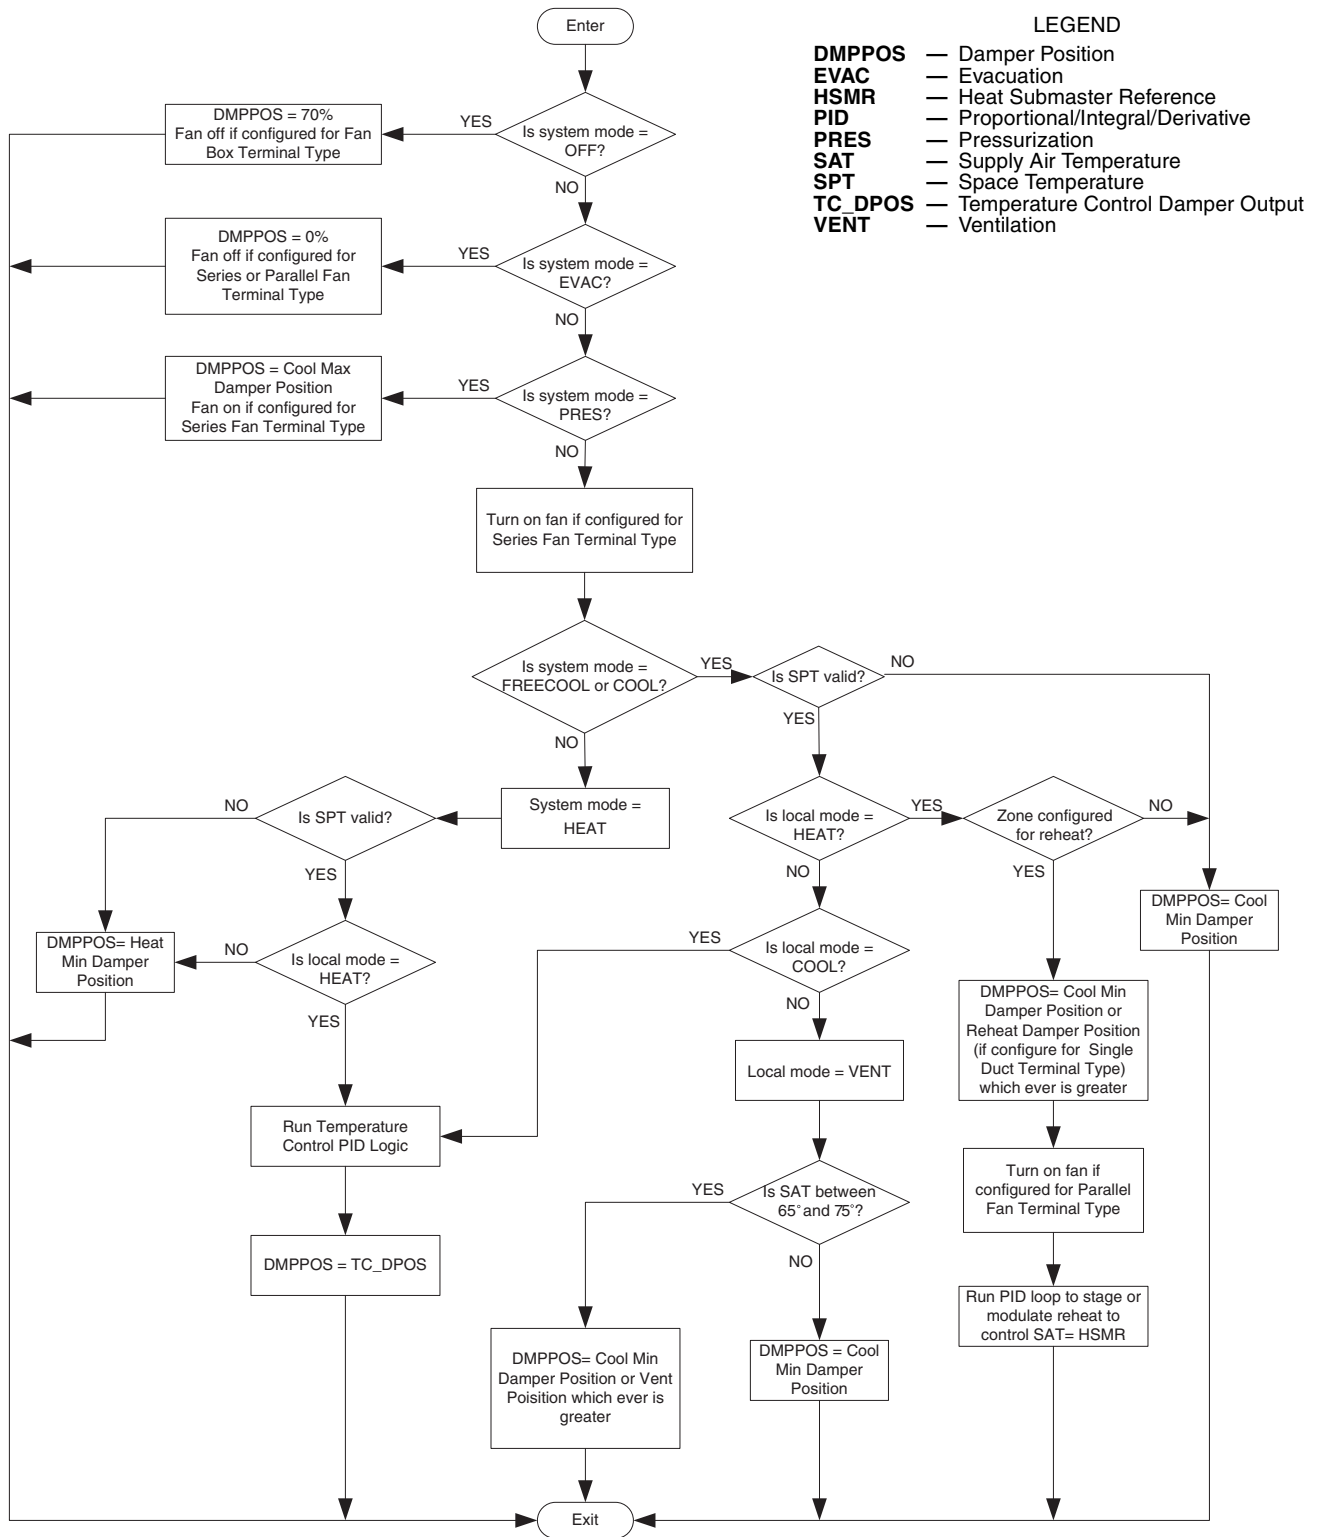 Enter
LEGEND
DMPPOS — Damper Position
EVAC — Evacuation
HSMR — Heat Submaster Reference
PID — Proportional/Integral/Derivative
PRES — Pressurization
SAT — Supply Air Temperature
SPT — Space Temperature
TC_DPOS — Temperature Control Damper Output
VENT — Ventilation
Is system mode =
OFF?
YES
DMPPOS = 70%
Fan off if configured for Fan
Box Terminal Type
NO
Is system mode =
EVAC?
YES
DMPPOS = 0%
Fan off if configured for
Series or Parallel Fan
Terminal Type
NO
Is system mode =
PRES?
YES
DMPPOS = Cool Max
Damper Position
Fan on if configured for
Series Fan Terminal Type
NO
Turn on fan if configured for
Series Fan Terminal Type
Is system mode =
FREECOOL or COOL?
YES
Is SPT valid?
NO
YES
NO
System mode =
HEAT
Is SPT valid?
NO
YES
Is local mode =
HEAT?
YES
Zone configured
for reheat?
NO
YES
NO
DMPPOS= Cool
Min Damper
Position
DMPPOS= Heat
Min Damper
Position
NO
Is local mode =
HEAT?
YES
YES
Is local mode =
COOL?
NO
DMPPOS= Cool Min
Damper Position or
Reheat Damper Position
(if configure for Single
Duct Terminal Type)
which ever is greater
Local mode = VENT
Run Temperature
Control PID Logic
Turn on fan if
configured for Parallel
Fan Terminal Type
YES
Is SAT between
65° and 75°?
NO
DMPPOS = TC_DPOS
Run PID loop to stage or
modulate reheat to
control SAT= HSMR
DMPPOS= Cool Min
Damper Position or Vent
Poisition which ever is
greater
DMPPOS = Cool
Min Damper
Position
Exit